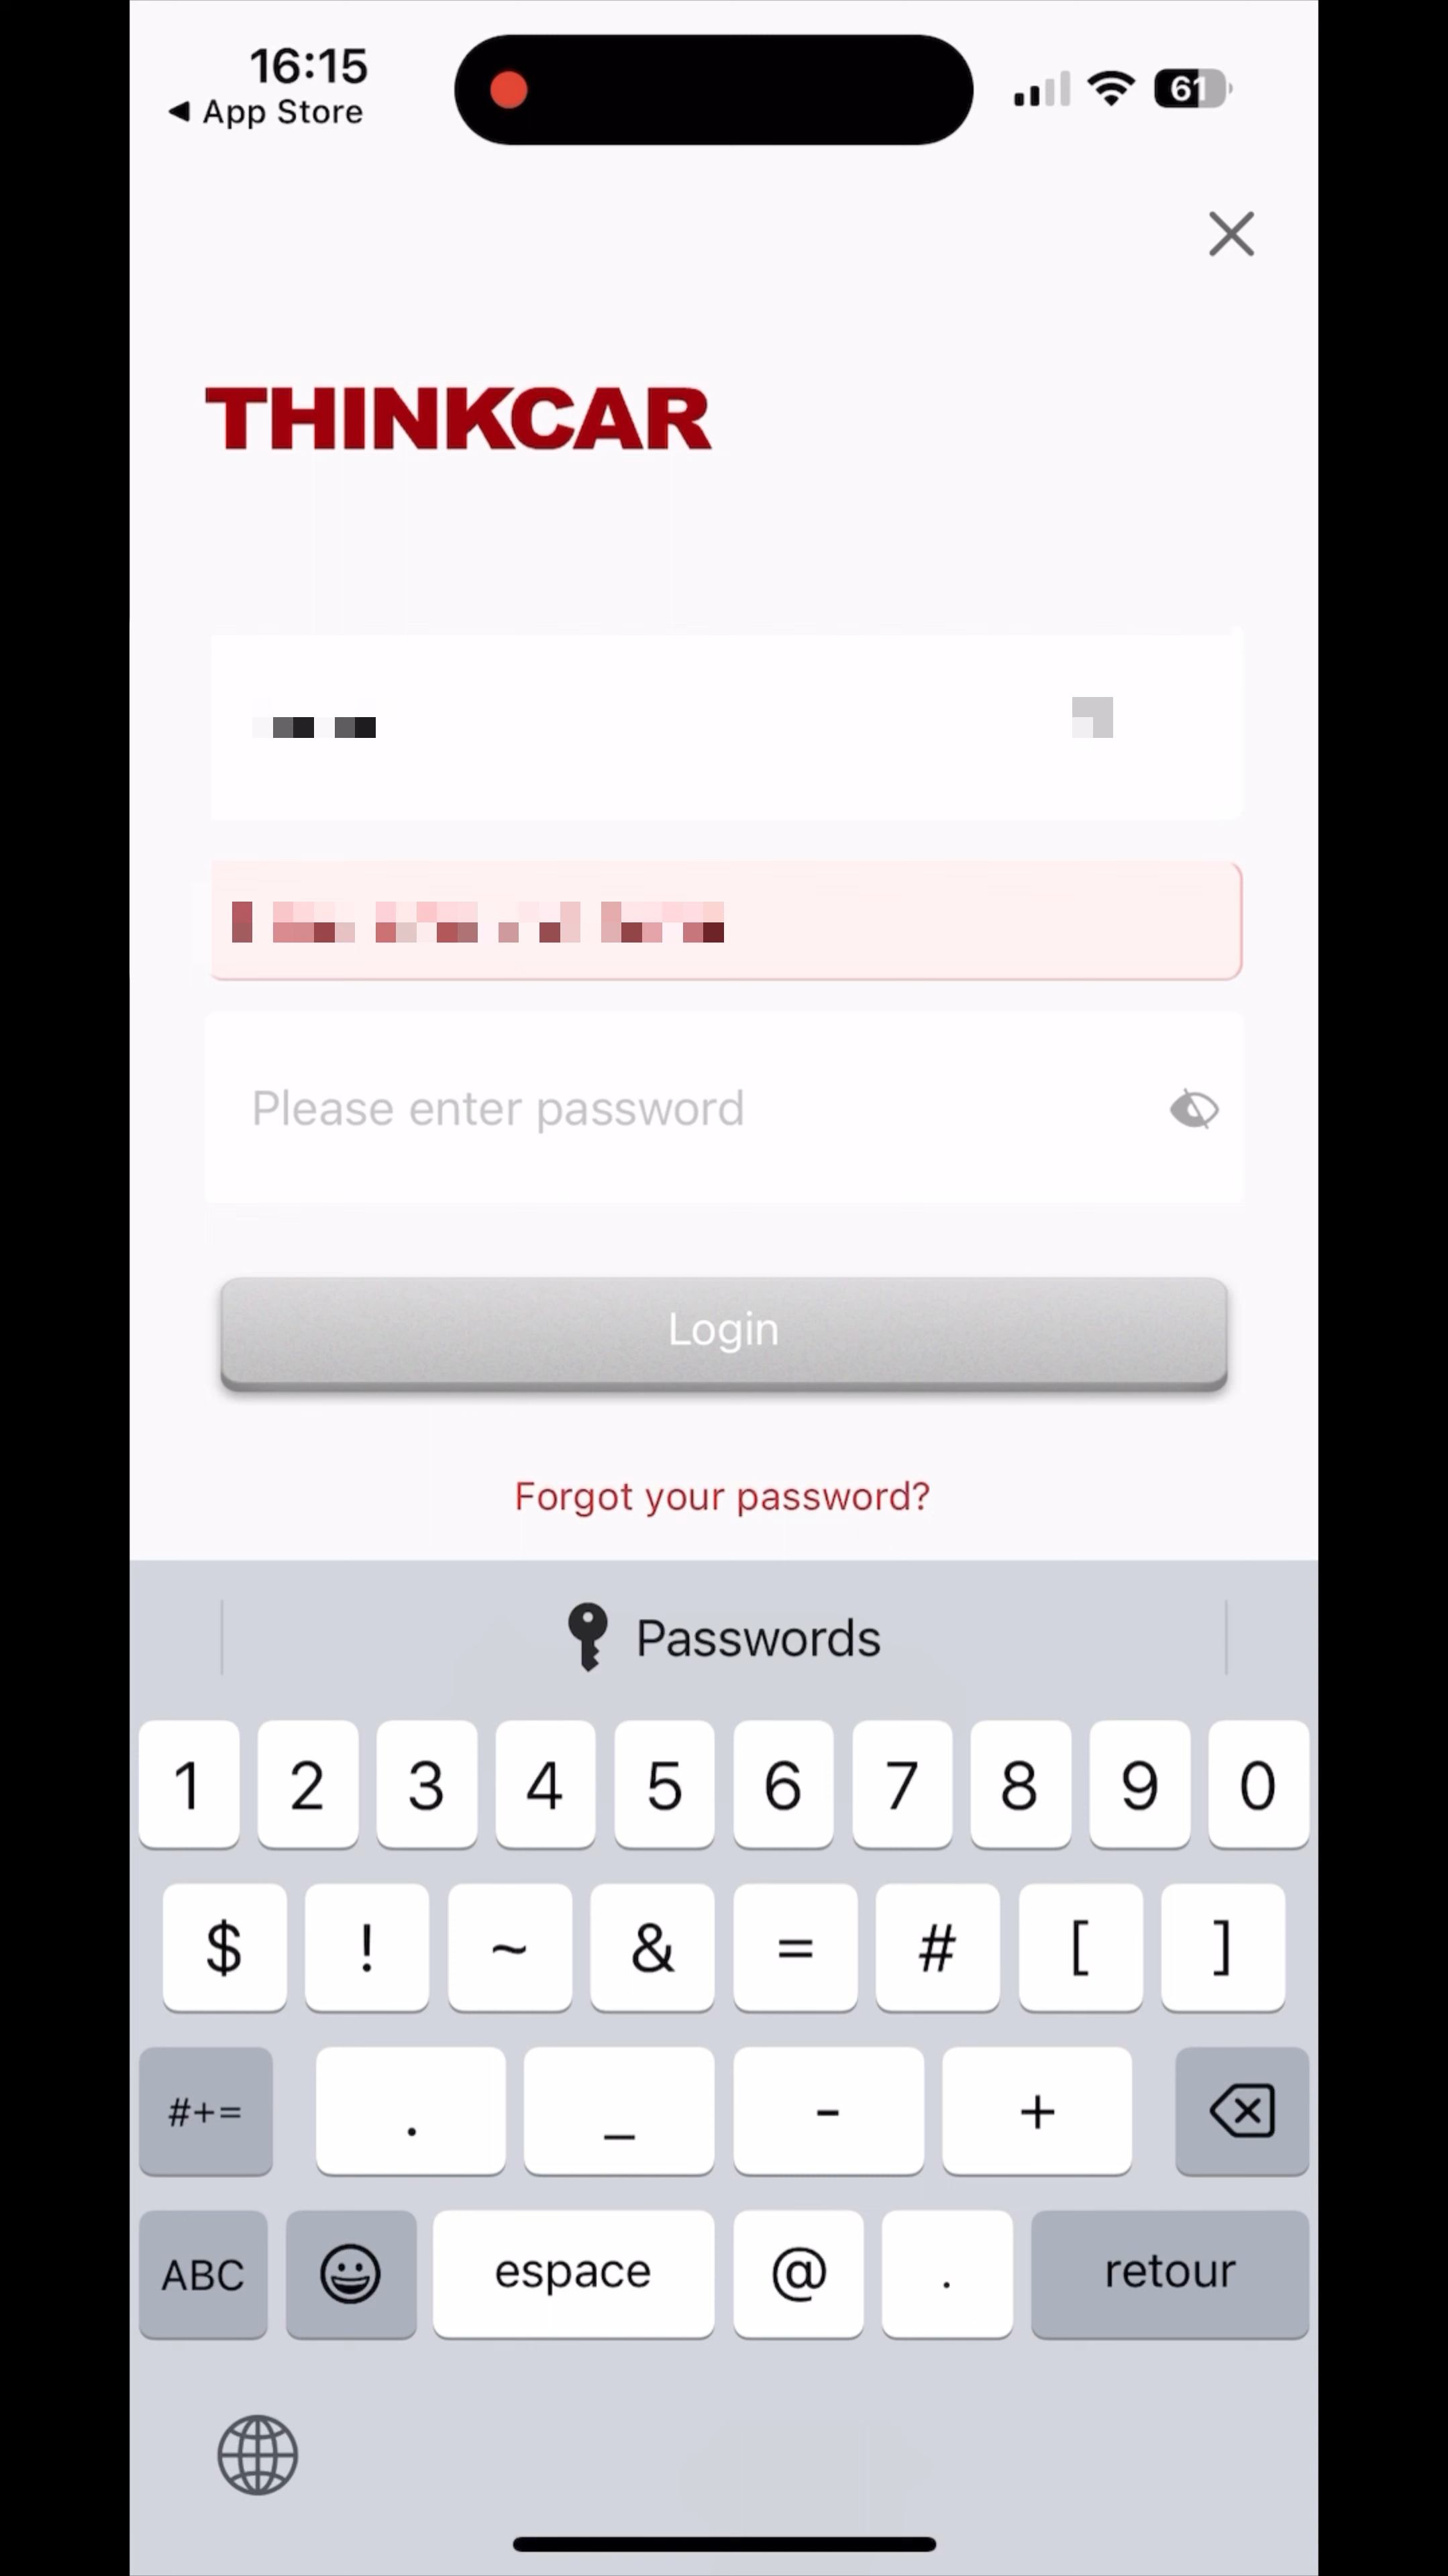 16:15
App Store
61
THINKCAR
Please enter password
Login
Forgot your password?
Passwords
1 2 3 4 5 6 7 8 9 0
$ ! ~ & = # [ ]
#+= . _ - +
ABC espace @ . retour